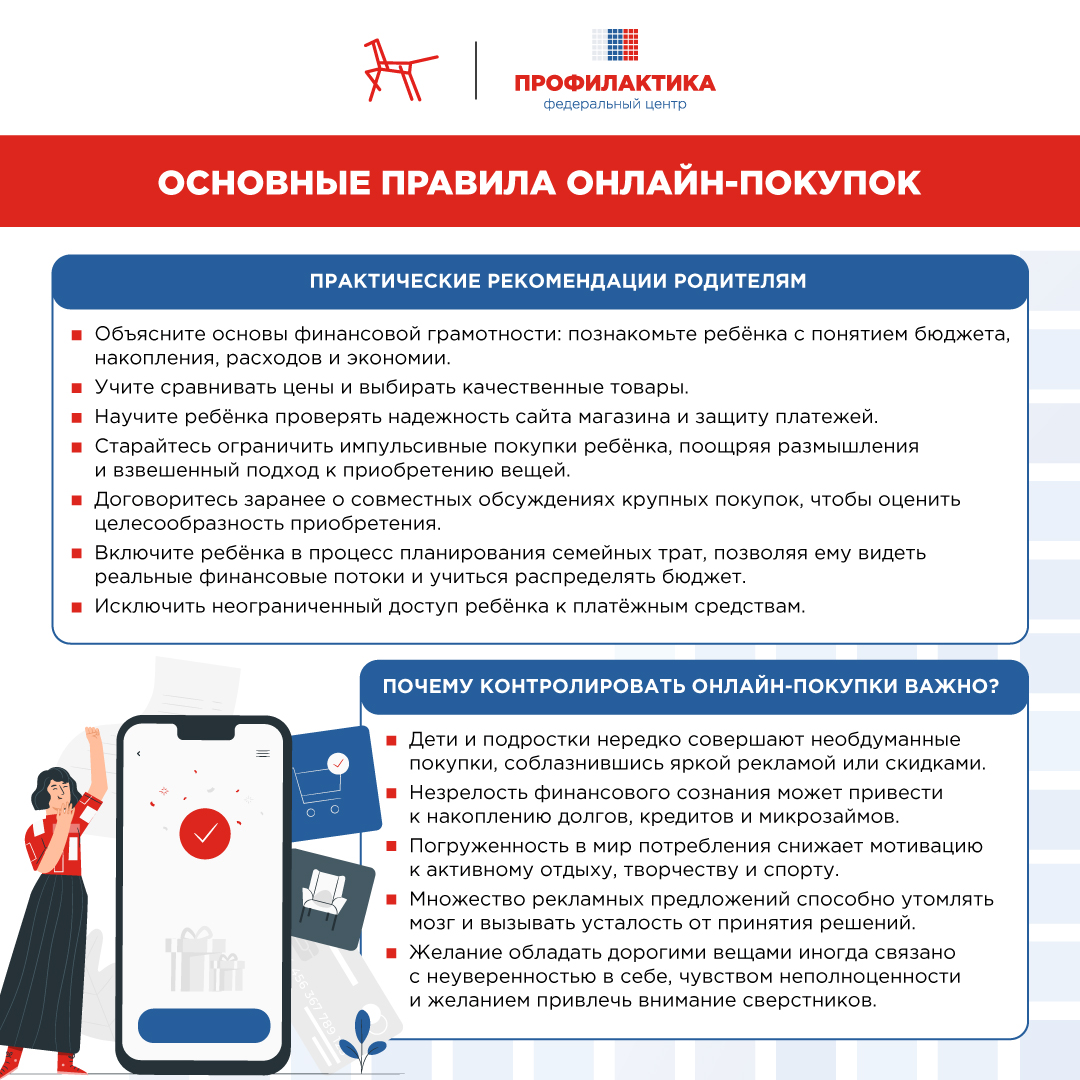 ПРОФИЛАКТИКА
федеральный центр
ОСНОВНЫЕ ПРАВИЛА ОНЛАЙН-ПОКУПОК
ПРАКТИЧЕСКИЕ РЕКОМЕНДАЦИИ РОДИТЕЛЯМ
Объясните основы финансовой грамотности: познакомьте ребёнка с понятием бюджета,
накопления, расходов и экономии.
Учите сравнивать цены и выбирать качественные товары.
Научите ребёнка проверять надежность сайта магазина и защиту платежей.
Старайтесь ограничить импульсивные покупки ребёнка, поощряя размышления
и взвешенный подход к приобретению вещей.
Договоритесь заранее о совместных обсуждениях крупных покупок, чтобы оценить
целесообразность приобретения.
Включите ребёнка в процесс планирования семейных трат, позволяя ему видеть
реальные финансовые потоки и учиться распределять бюджет.
Исключить неограниченный доступ ребёнка к платёжным средствам.
ПОЧЕМУ КОНТРОЛИРОВАТЬ ОНЛАЙН-ПОКУПКИ ВАЖНО?
Дети и подростки нередко совершают необдуманные
покупки, соблазнившись яркой рекламой или скидками.
Незрелость финансового сознания может привести
к накоплению долгов, кредитов и микрозаймов.
Погруженность в мир потребления снижает мотивацию
к активному отдыху, творчеству и спорту.
Множество рекламных предложений способно утомлять
мозг и вызывать усталость от принятия решений.
Желание обладать дорогими вещами иногда связано
с неуверенностью в себе, чувством неполноценности
и желанием привлечь внимание сверстников.
456 367 789